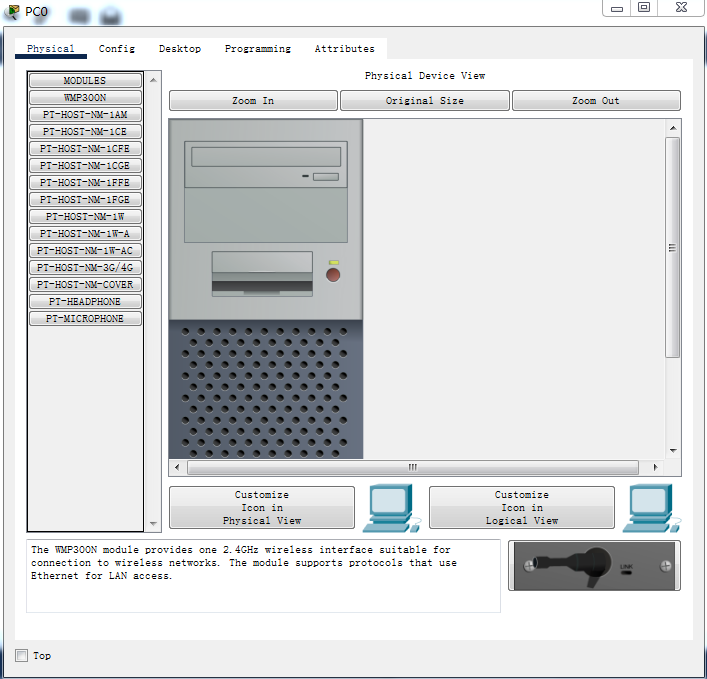 PC0
Physical Config Desktop Programming Attributes
MODULES
WMP300N
PT-HOST-NM-1AM
PT-HOST-NM-1CE
PT-HOST-NM-1CFE
PT-HOST-NM-1CGE
PT-HOST-NM-1FFE
PT-HOST-NM-1FGE
PT-HOST-NM-1W
PT-HOST-NM-1W-A
PT-HOST-NM-1W-AC
PT-HOST-NM-3G/4G
PT-HOST-NM-COVER
PT-HEADPHONE
PT-MICROPHONE
Physical Device View
Zoom In Original Size Zoom Out
Customize
Icon in
Physical View
Customize
Icon in
Logical View
The WMP300N module provides one 2.4GHz wireless interface suitable for
connection to wireless networks. The module supports protocols that use
Ethernet for LAN access.
LINK
Top